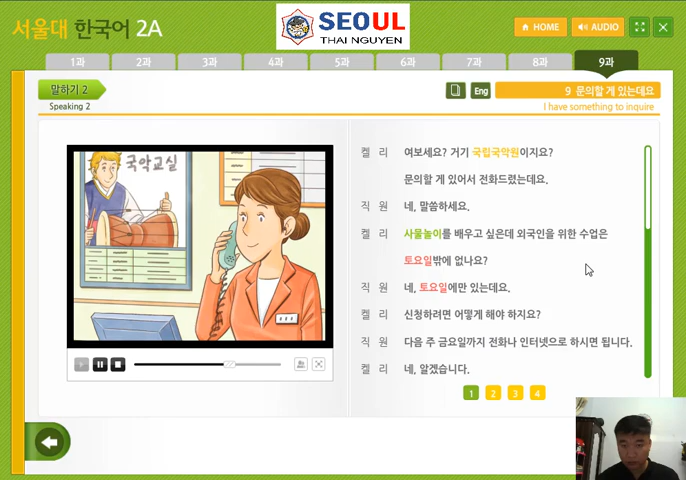 서울대 한국어 2A
SEOUL
THAI NGUYEN
HOME
AUDIO
1과 2과 3과 4과 5과 6과 7과 8과 9과
말하기 2
Speaking 2
Eng
9 문의할 게 있는데요
I have something to inquire
국악교실
켈 리 여보세요? 거기 국립국악원이지요?
문의할 게 있어서 전화드렸는데요.
직 원 네, 말씀하세요.
켈 리 사물놀이를 배우고 싶은데 외국인을 위한 수업은
토요일밖에 없나요?
직 원 네, 토요일에만 있는데요.
켈 리 신청하려면 어떻게 해야 하지요?
직 원 다음 주 금요일까지 전화나 인터넷으로 하시면 됩니다.
켈 리 네, 알겠습니다.
1 2 3 4